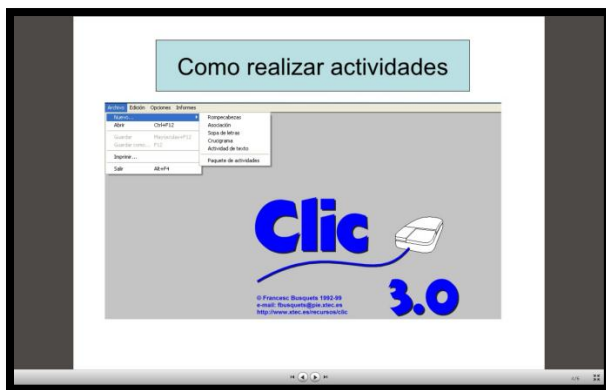 Como realizar actividades
Archivo Edición Opciones Informes
Nuevo...
Abrir Ctrl+F12
Guardar Mayúsculas+F12
Guardar como... F12
Imprimir...
Salir Alt+F4
Rompecabezas
Asociación
Sopa de letras
Crucigrama
Actividad de texto
Paquete de actividades
Clic
3.0
© Francesc Busquets 1992-99
e-mail: fbusquets@pie.xtec.es
http://www.xtec.es/recursos/clic